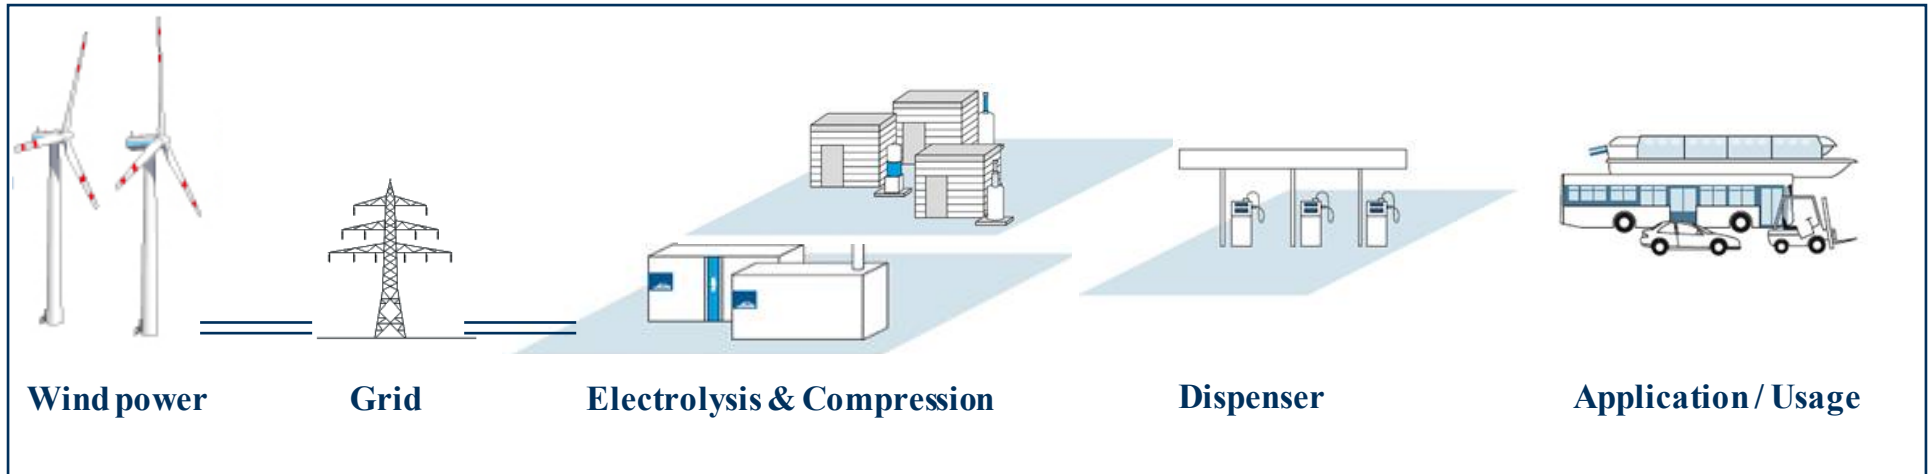 Wind power
Grid
Electrolysis & Compression
Dispenser
Application / Usage